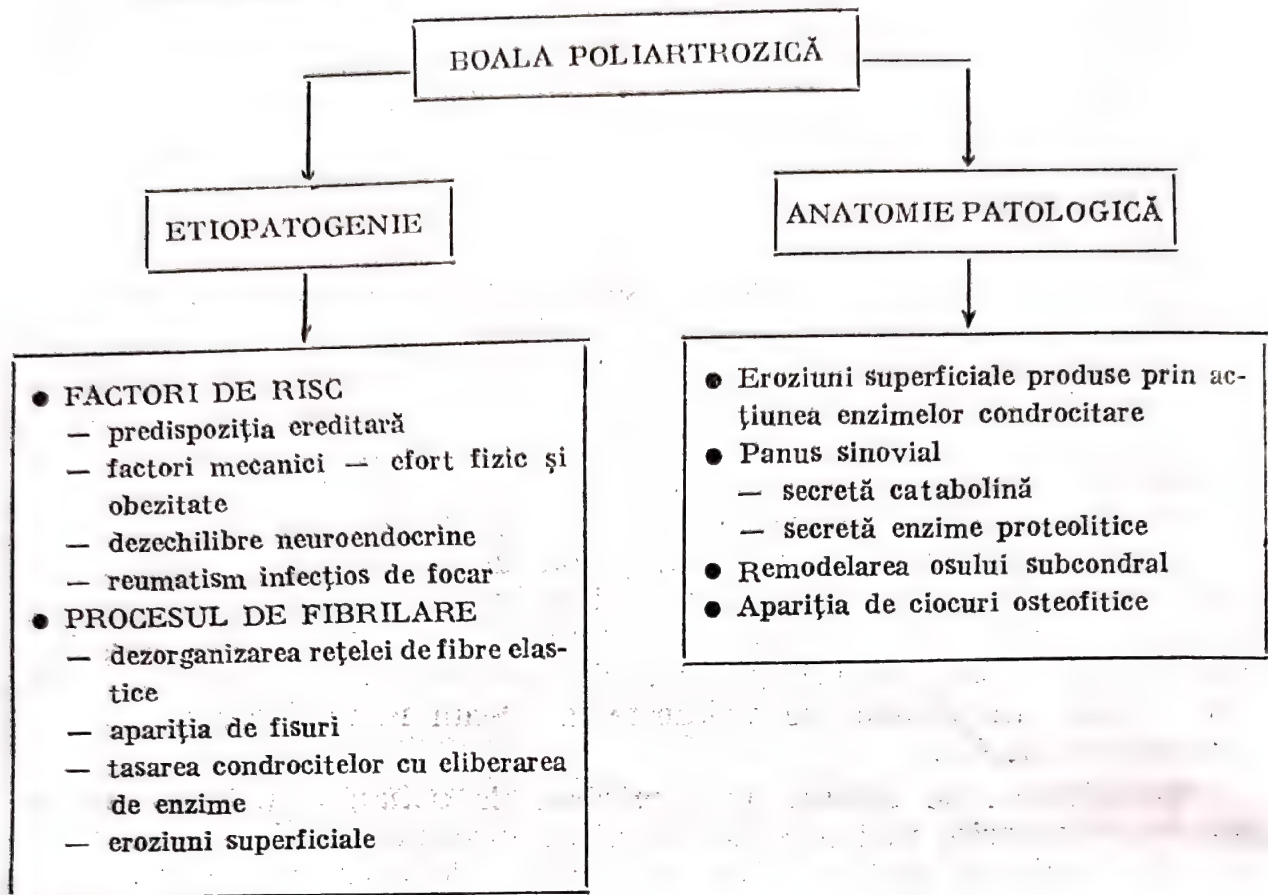 BOALA POLIARTROZICĂ
ETIOPATOGENIE
● FACTORI DE RISC
— predispoziția ereditară
— factori mecanici — efort fizic și
obezitate
— dezechilibre neuroendocrine
— reumatism infecțios de focar
● PROCESUL DE FIBRILARE
— dezorganizarea rețelei de fibre elas-
tice
— apariția de fisuri
— tasarea condrocitelor cu eliberarea
de enzime
— eroziuni superficiale
ANATOMIE PATOLOGICĂ
● Eroziuni superficiale produse prin ac-
țiunea enzimelor condrocitare
● Panus sinovial
— secretă catabolină
— secretă enzime proteolitice
● Remodelarea osului subcondral
● Apariția de ciocuri osteofitice